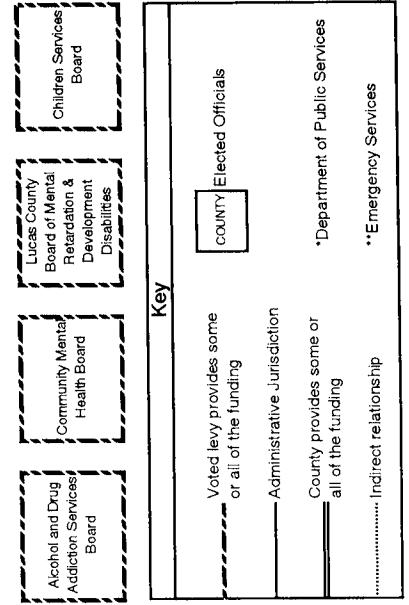 Alcohol and Drug
Addiction Services
Board
Community Mental
Health Board
Lucas County
Board of Mental
Retardation &
Development
Disabilities
Children Services
Board
Key
Voted levy provides some
or all of the funding
Administrative Jurisdiction
County provides some or
all of the funding
Indirect relationship
COUNTY
Elected Officials
*Department of Public Services
**Emergency Services